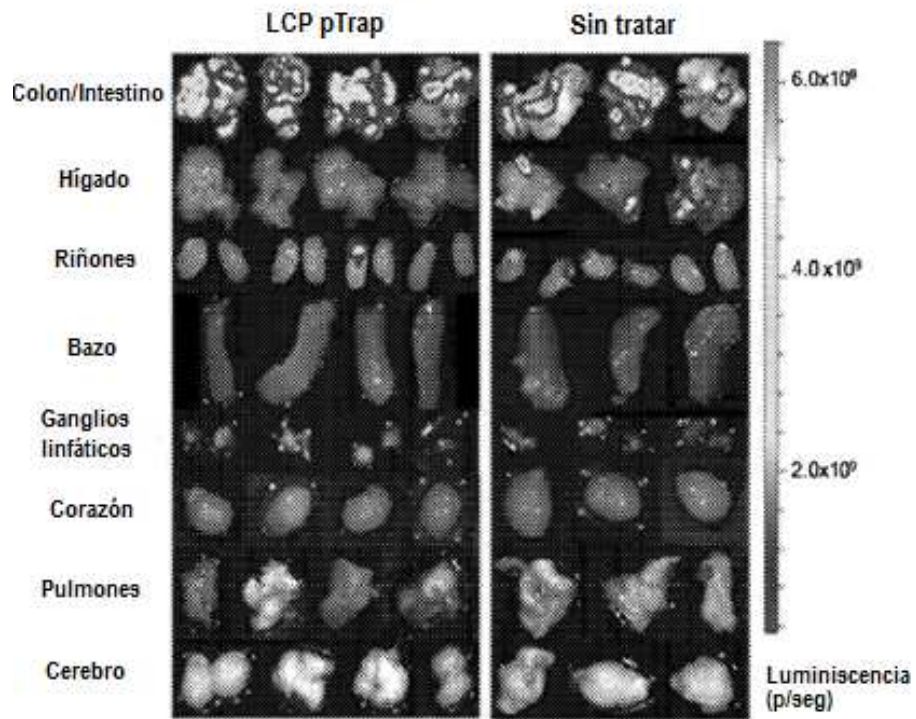 LCP pTrap
Sin tratar
Colon/Intestino
Hígado
Riñones
Bazo
Ganglios
linfáticos
Corazón
Pulmones
Cerebro
6.0x10⁹
4.0x10⁹
2.0x10⁹
Luminiscencia
(p/seg)